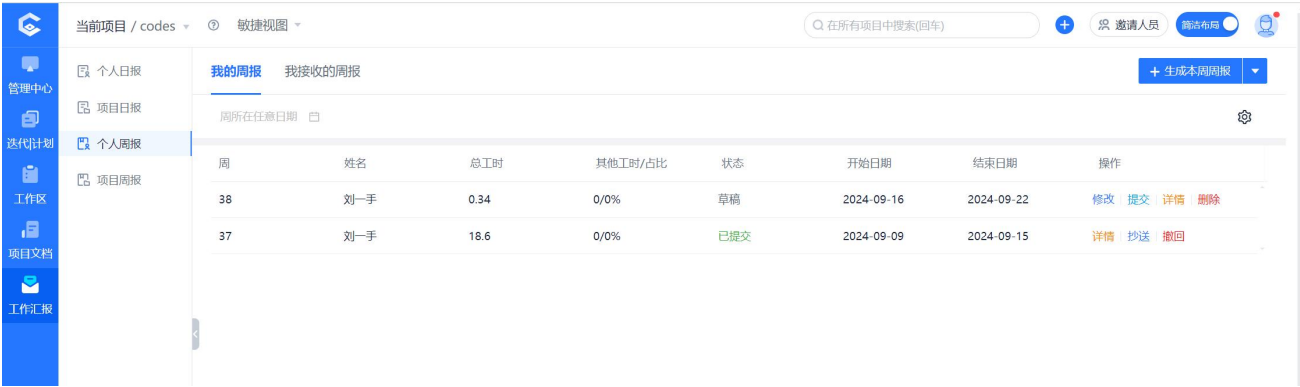 当前项目 / codes 敏捷视图 在所有项目中搜索(回车) 邀请人员 简洁布局
管理中心
迭代|计划
工作区
项目文档
工作汇报
个人日报
项目日报
个人周报
项目周报
我的周报 我接收的周报 + 生成本周周报
周所在任意日期
周 姓名 总工时 其他工时/占比 状态 开始日期 结束日期 操作
38 刘一手 0.34 0/0% 草稿 2024-09-16 2024-09-22 修改 提交 详情 删除
37 刘一手 18.6 0/0% 已提交 2024-09-09 2024-09-15 详情 抄送 撤回